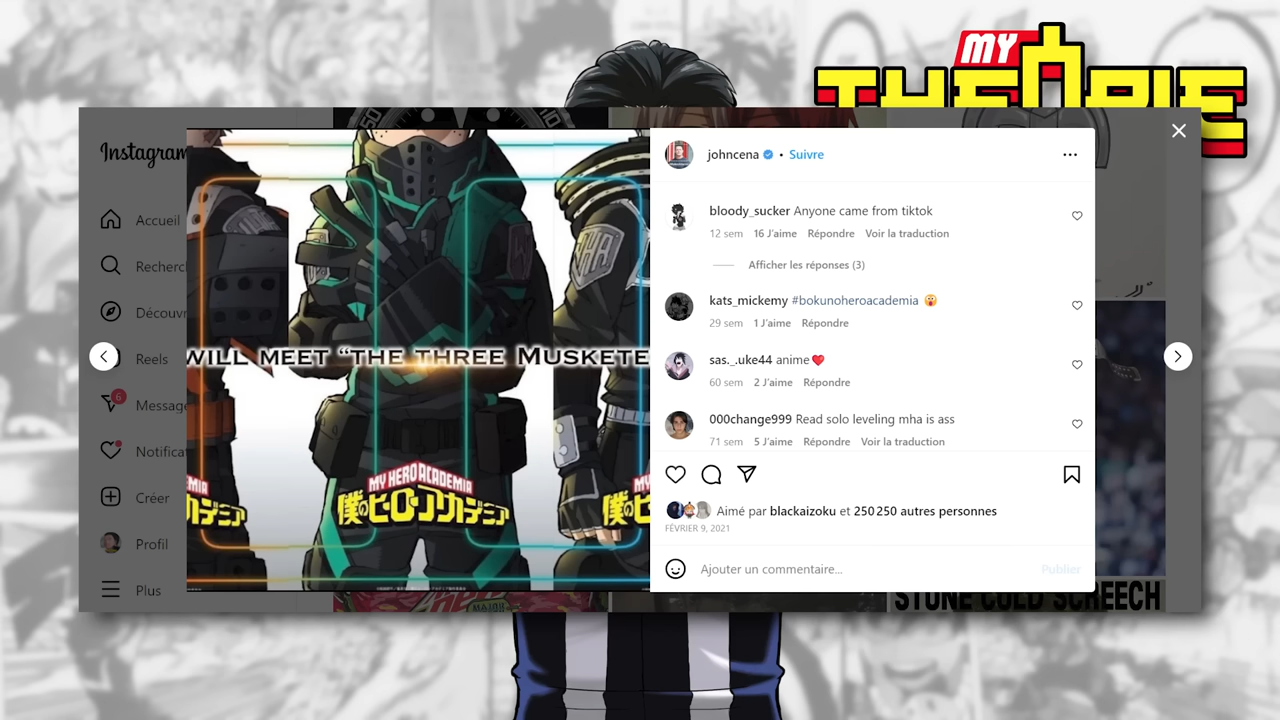 MY
THEORIE
Instagram
Accueil
Recherc
Découvr
Reels
6
Message
Notifica
Créer
Profil
Plus
50
10
WILL MEET “THE THREE MUSKETE
MY HERO ACADEMIA
僕のヒーローアカデミア
johncena • Suivre
bloody_sucker Anyone came from tiktok
12 sem 16 J’aime Répondre Voir la traduction
Afficher les réponses (3)
kats_mickemy #bokunoheroacademia 😱
29 sem 1 J’aime Répondre
sas._.uke44 anime❤️
60 sem 2 J’aime Répondre
000change999 Read solo leveling mha is ass
71 sem 5 J’aime Répondre Voir la traduction
Aimé par blackaizoku et 250 250 autres personnes
FÉVRIER 9, 2021
Ajouter un commentaire...
Publier
MAJOR
STONE COLD SCREECH